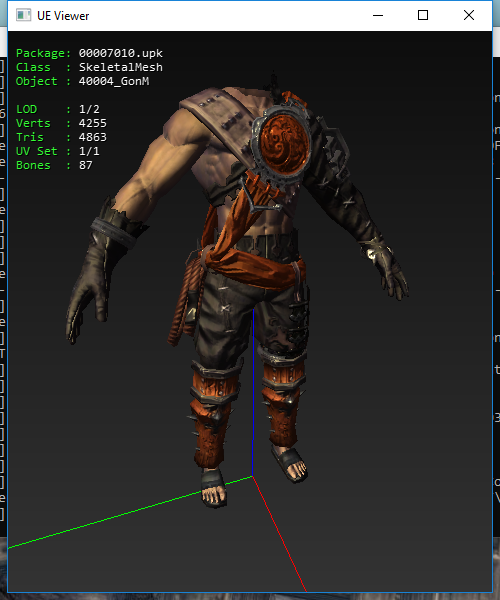 UE Viewer
Package: 00007010.upk
Class  : SkeletalMesh
Object : 40004_GonM
LOD    : 1/2
Verts  : 4255
Tris   : 4863
UV Set : 1/1
Bones  : 87